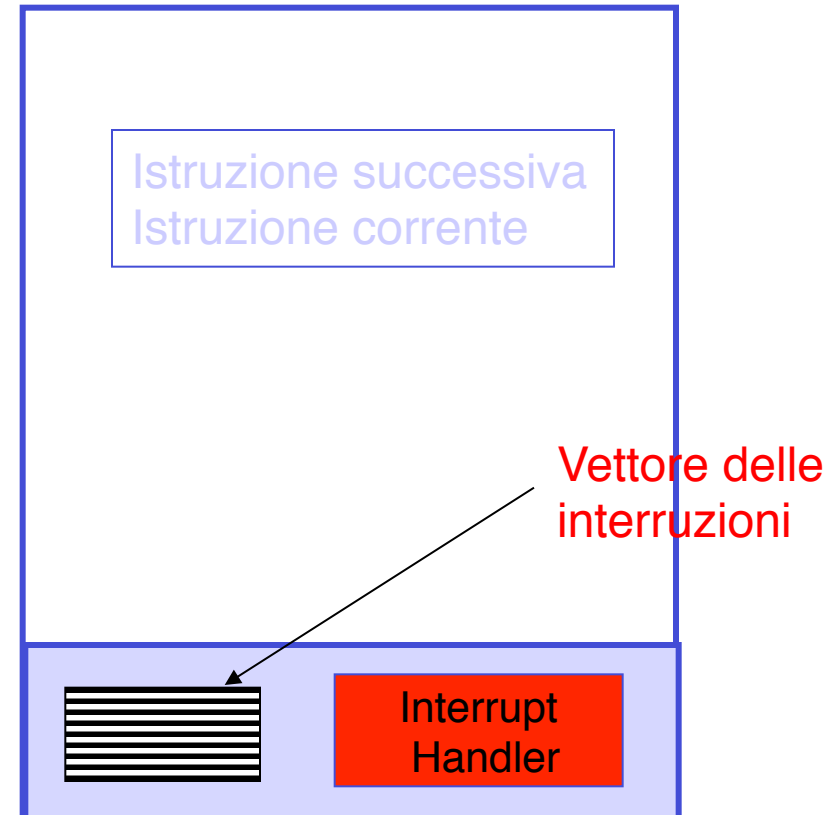 Istruzione successiva
Istruzione corrente
Vettore delle
interruzioni
Interrupt
Handler